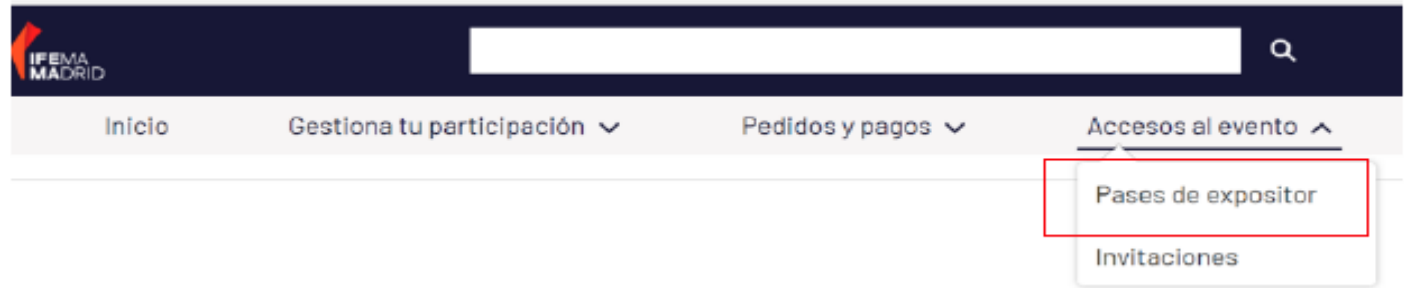 IFEMA
MADRID
Inicio
Gestiona tu participación
Pedidos y pagos
Accesos al evento
Pases de expositor
Invitaciones